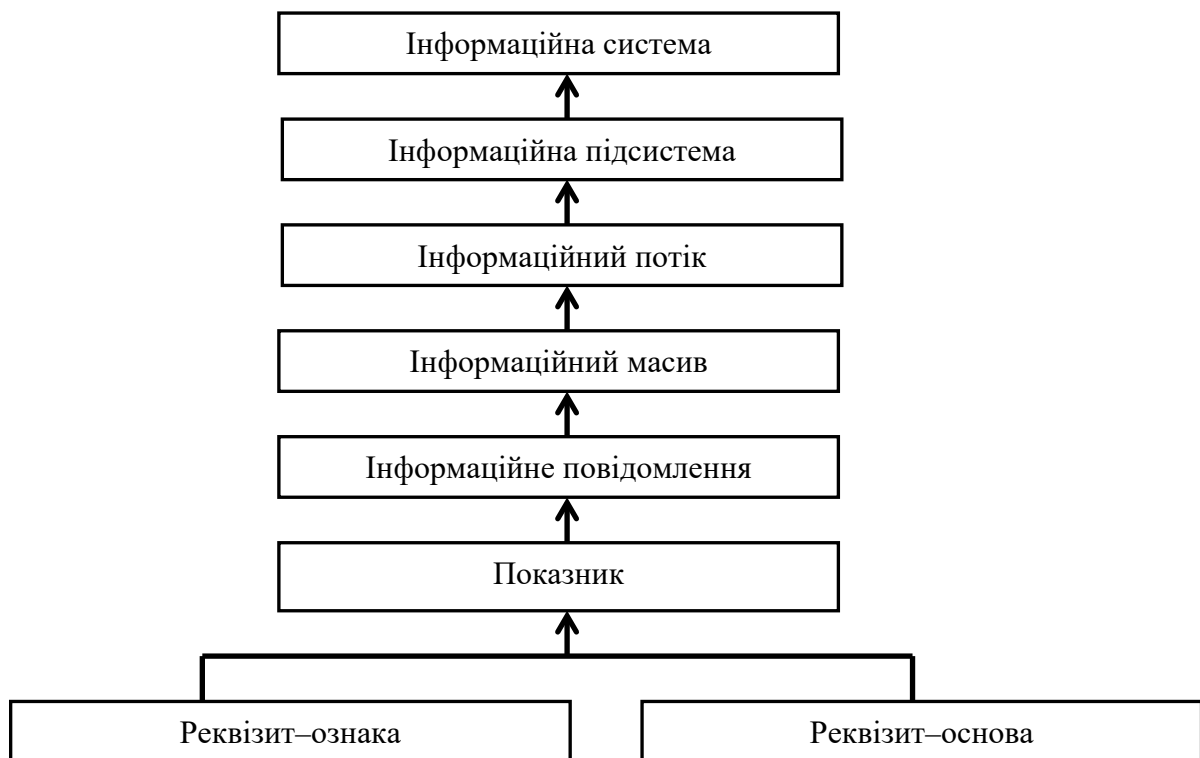 Інформаційна система
Інформаційна підсистема
Інформаційний потік
Інформаційний масив
Інформаційне повідомлення
Показник
Реквізит–ознака
Реквізит–основа